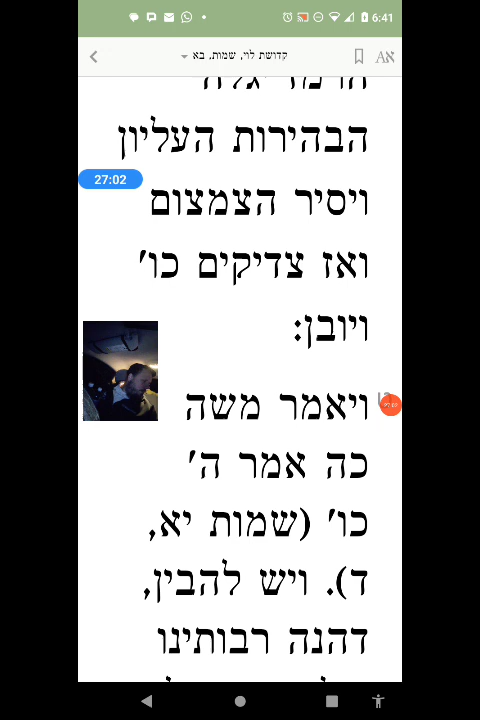 6:41
קדושת לוי, שמות, בא
אא
הבהירות העליון
27:02
ויסיר הצמצום
ואז צדיקים כו'
ויובן:
ויאמר משה
כה אמר ה'
כו' (שמות יא,
ד). ויש להבין,
דהנה רבותינו